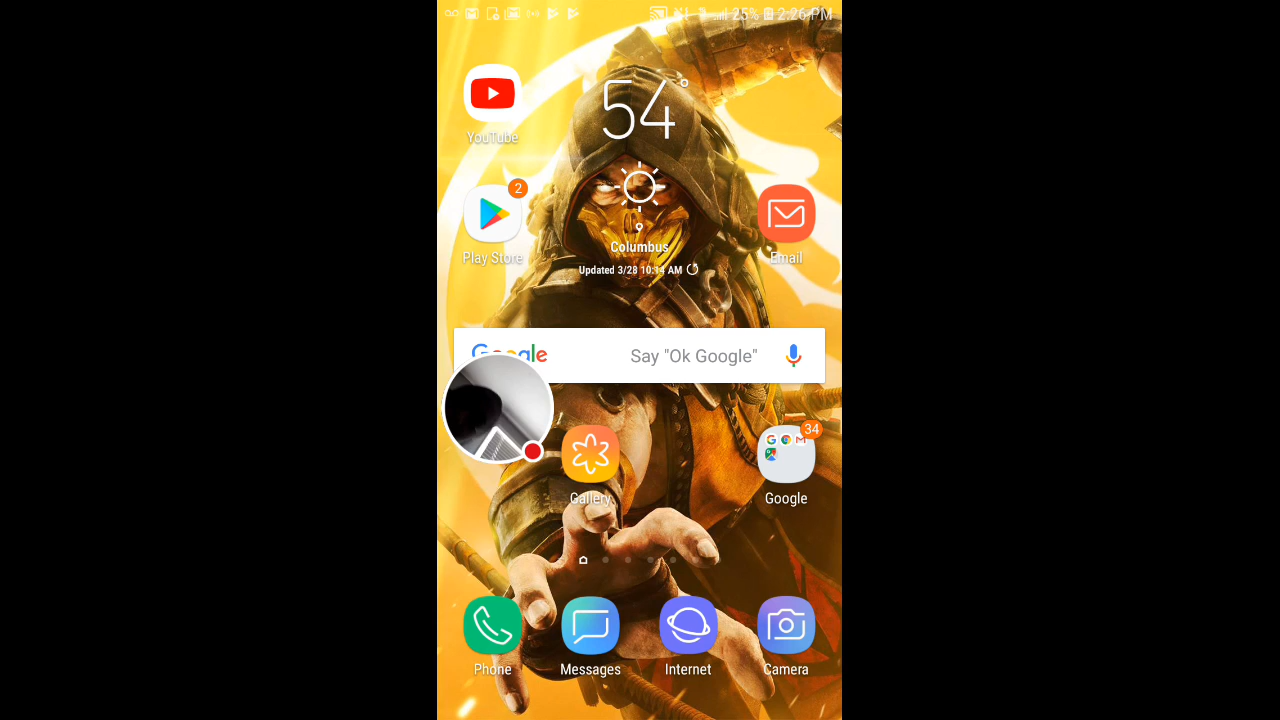 25% 2:26 PM
YouTube
54°
2
Play Store
Columbus
Updated 3/28 10:14 AM
Email
Google Say "Ok Google"
34
Gallery
Google
Phone
Messages
Internet
Camera